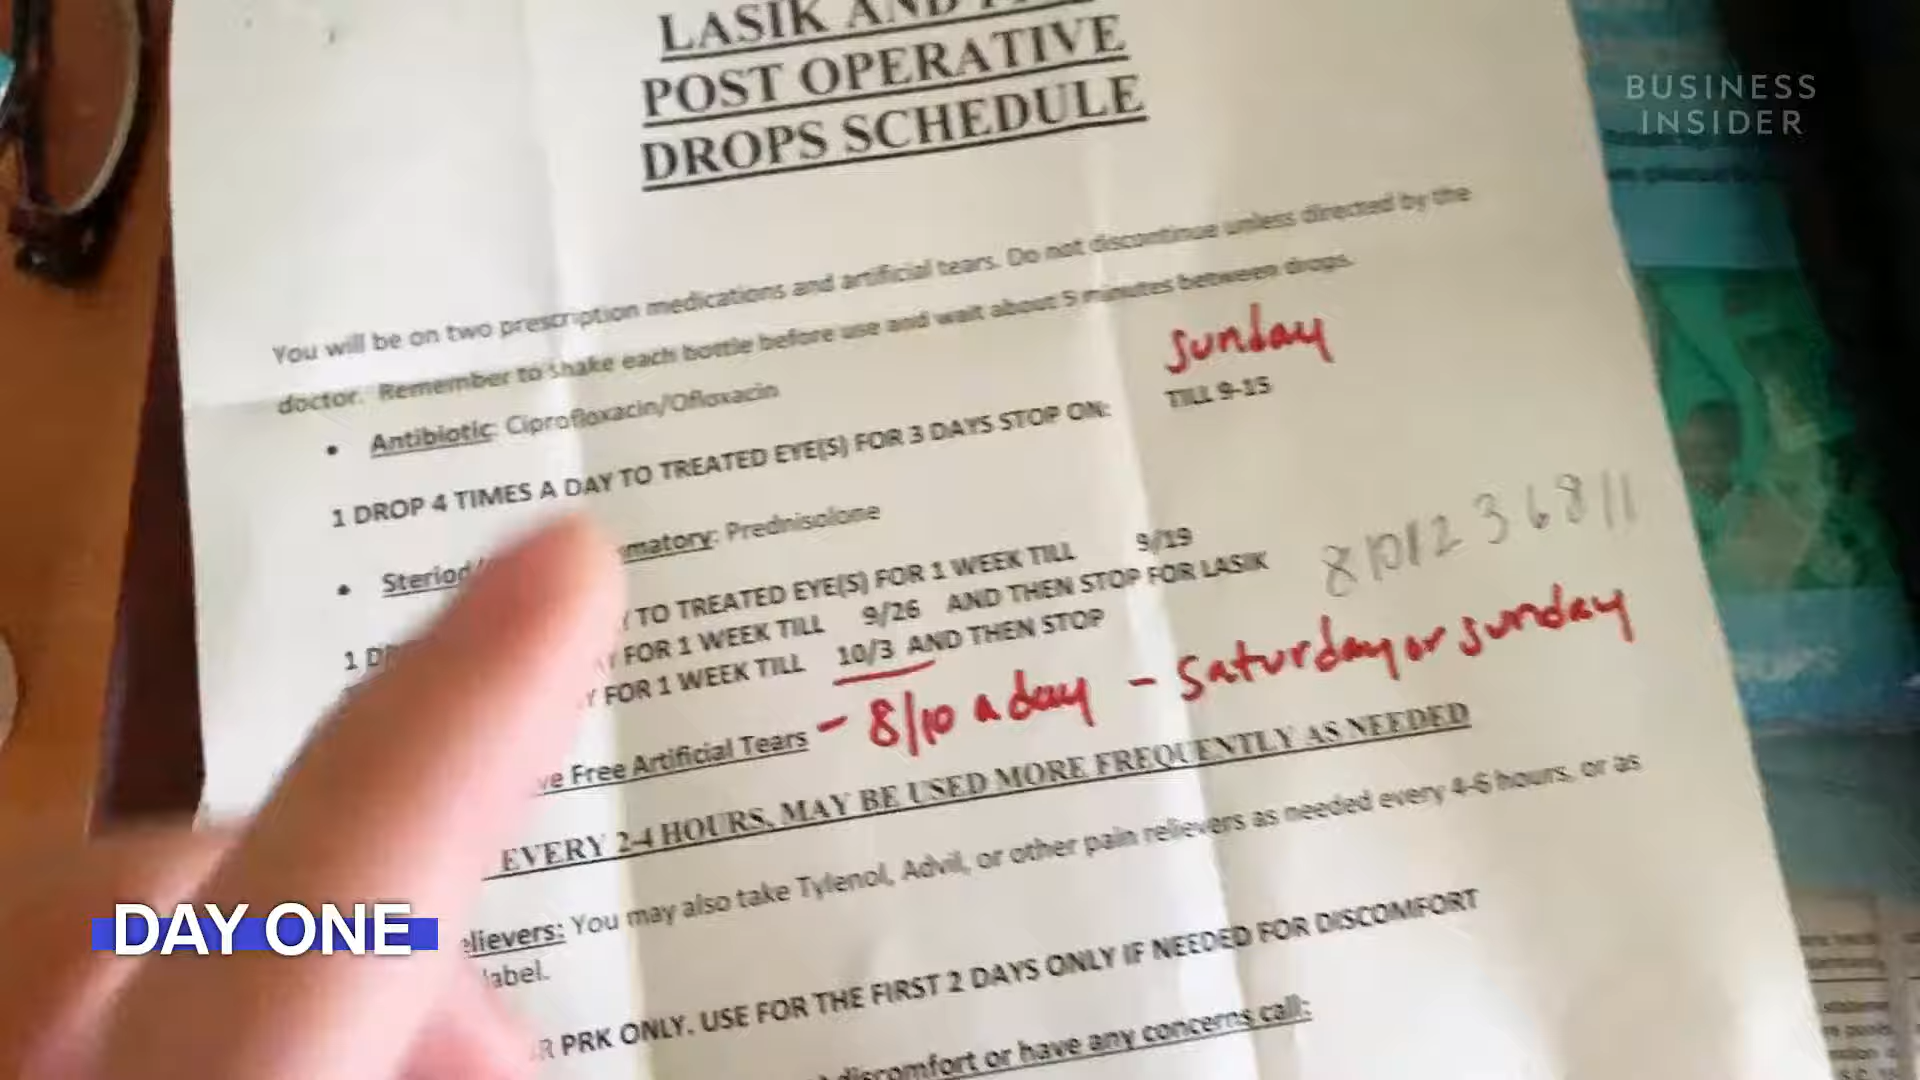 LASIK AND
POST OPERATIVE
DROPS SCHEDULE
BUSINESS
INSIDER
You will be on two prescription medications and artificial tears. Do not discontinue unless directed by the
doctor. Remember to shake each bottle before use and wait about 5 minutes between drops.
sunday
• Antibiotic: Ciprofloxacin/Ofloxacin
1 DROP 4 TIMES A DAY TO TREATED EYE(S) FOR 3 DAYS STOP ON: TILL 9-15
• Steriod/ matory: Prednisolone
1 DR Y TO TREATED EYE(S) FOR 1 WEEK TILL 9/19
Y FOR 1 WEEK TILL 9/26 AND THEN STOP FOR LASIK
Y FOR 1 WEEK TILL 10/3 AND THEN STOP
8 10 12 3 6 8 11
ve Free Artificial Tears - 8/10 a day - saturday or sunday
EVERY 2-4 HOURS, MAY BE USED MORE FREQUENTLY AS NEEDED
elievers: You may also take Tylenol, Advil, or other pain relievers as needed every 4-6 hours, or as
label.
R PRK ONLY. USE FOR THE FIRST 2 DAYS ONLY IF NEEDED FOR DISCOMFORT
discomfort or have any concerns call:
DAY ONE